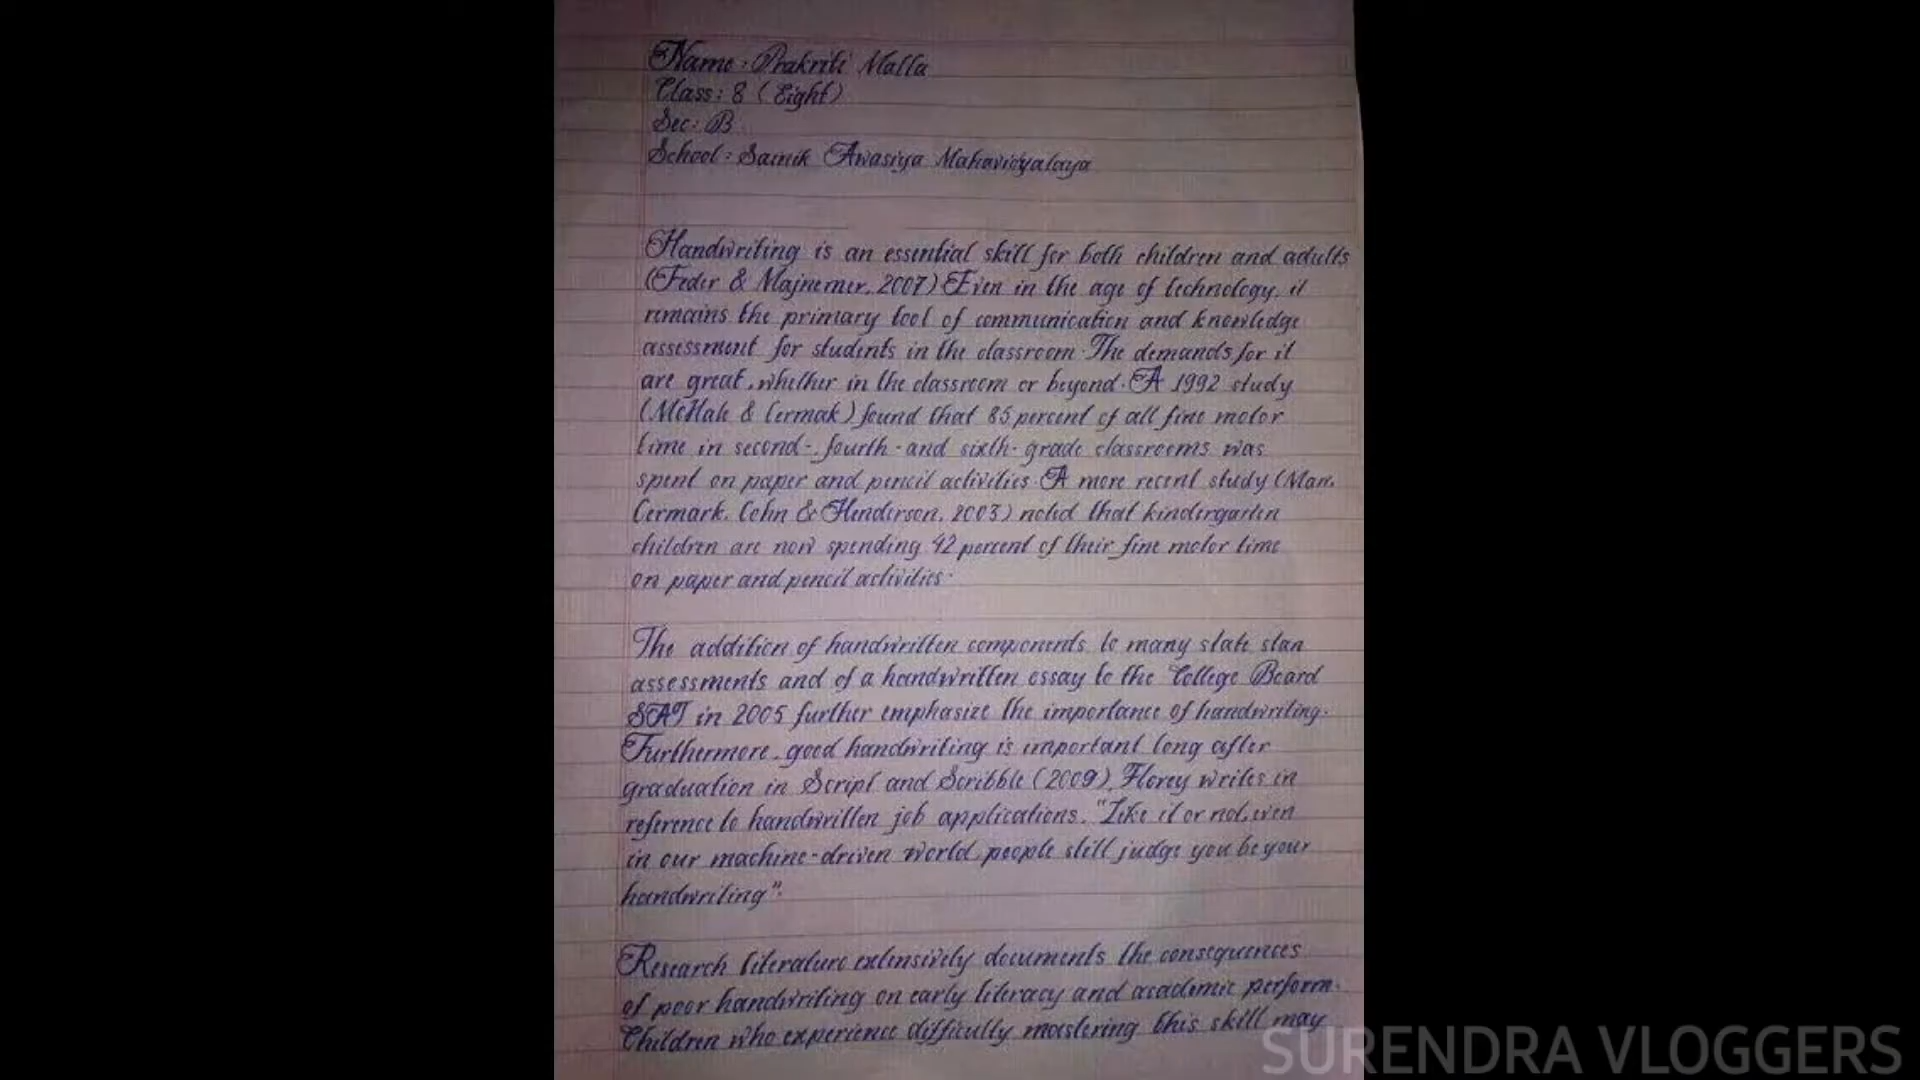 Name: Prakriti Malla
Class: 8 (Eight)
Sec: B
School: Sainik Awasiya Mahavidyalaya
Handwriting is an essential skill for both children and adults
(Feder & Majnemer, 2007) Even in the age of technology, it
remains the primary tool of communication and knowledge
assessment for students in the classroom. The demands for it
are great, whether in the classroom or beyond. A 1992 study
(McHale & Cermak) found that 85 percent of all fine motor
time in second-, fourth- and sixth-grade classrooms was
spent on paper and pencil activities. A more recent study (Marr,
Cermark, Cohn & Henderson, 2003) noted that kindergarten
children are now spending 42 percent of their fine motor time
on paper and pencil activities.
The addition of handwritten components to many state stan
assessments and of a handwritten essay to the College Board
SAT in 2005 further emphasize the importance of handwriting.
Furthermore, good handwriting is important long after
graduation in Script and Scribble (2009), Florey writes in
reference to handwritten job applications, "Like it or not, even
in our machine-driven world, people still judge you be your
handwriting".
Research literature extensively documents the consequences
of poor handwriting on early literacy and academic perform.
Children who experience difficulty mastering this skill may
SURENDRA VLOGGERS